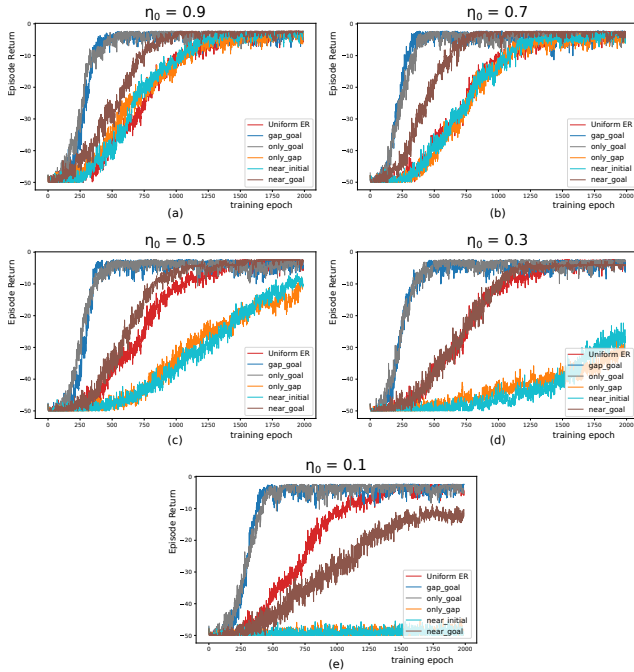 η₀ = 0.9
0
−10
−20
−30
−40
−50
Episode Return
Uniform ER
gap_goal
only_goal
only_gap
near_initial
near_goal
0 250 500 750 1000 1250 1500 1750 2000
training epoch
(a)
η₀ = 0.7
0
−10
−20
−30
−40
−50
Episode Return
Uniform ER
gap_goal
only_goal
only_gap
near_initial
near_goal
0 250 500 750 1000 1250 1500 1750 2000
training epoch
(b)
η₀ = 0.5
0
−10
−20
−30
−40
−50
Episode Return
Uniform ER
gap_goal
only_goal
only_gap
near_initial
near_goal
0 250 500 750 1000 1250 1500 1750 2000
training epoch
(c)
η₀ = 0.3
0
−10
−20
−30
−40
−50
Episode Return
Uniform ER
gap_goal
only_goal
only_gap
near_initial
near_goal
0 250 500 750 1000 1250 1500 1750 2000
training epoch
(d)
η₀ = 0.1
0
−10
−20
−30
−40
−50
Episode Return
Uniform ER
gap_goal
only_goal
only_gap
near_initial
near_goal
0 250 500 750 1000 1250 1500 1750 2000
training epoch
(e)